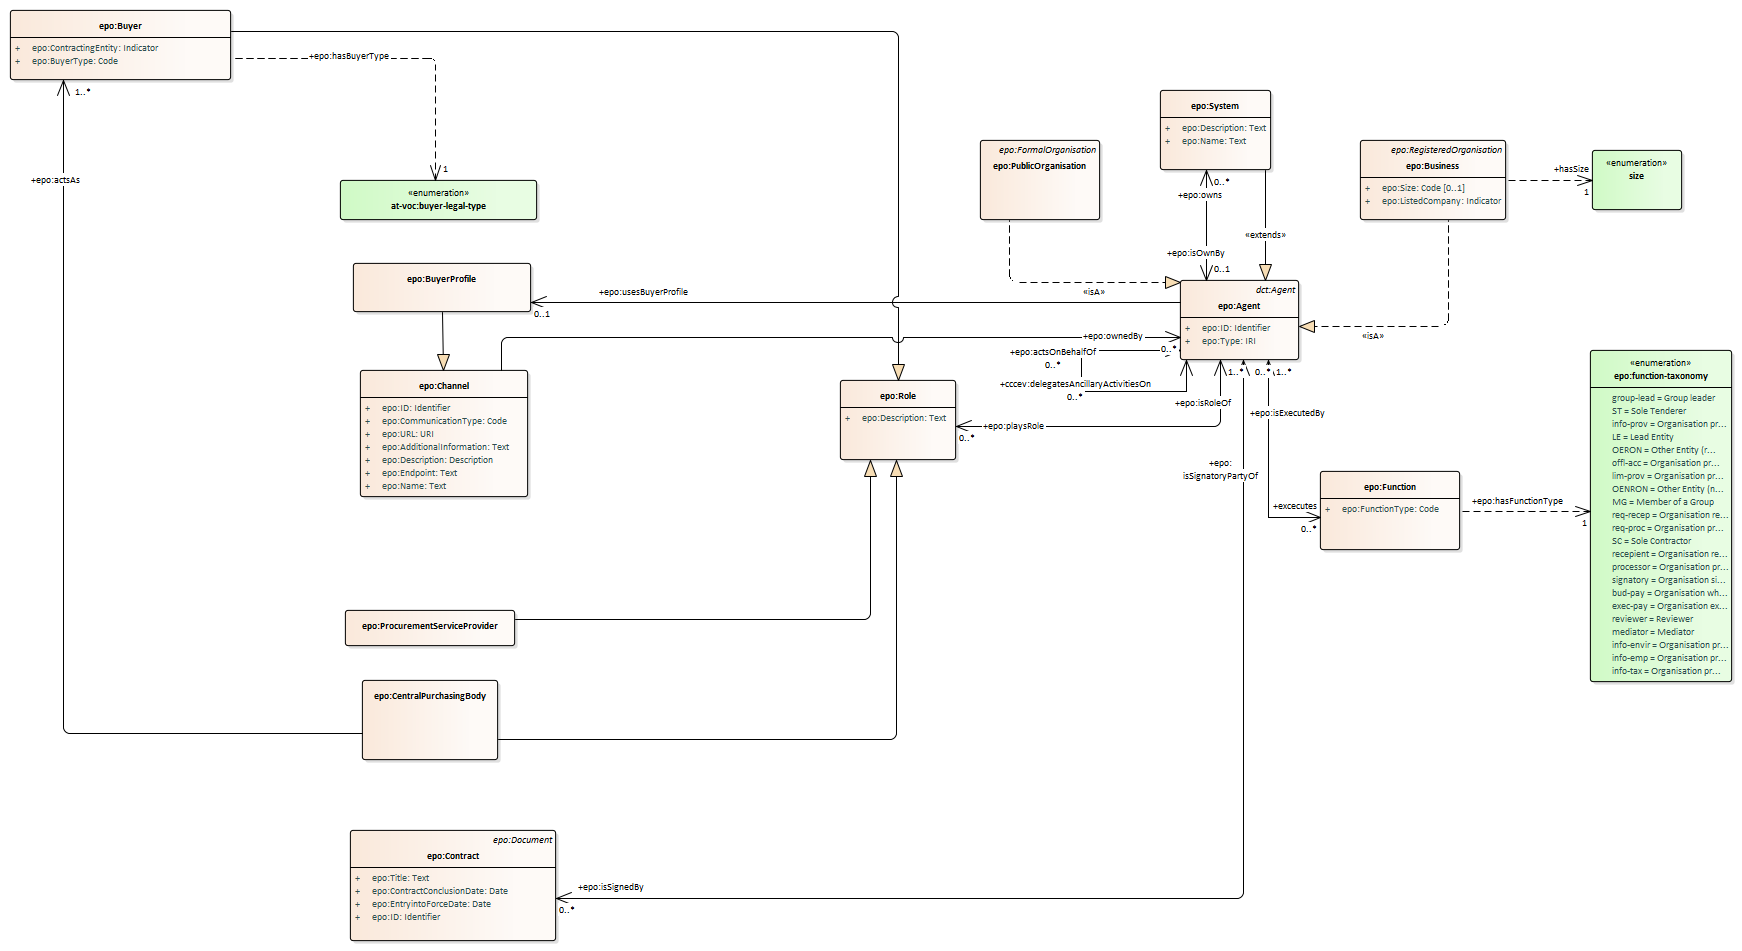 epo:Buyer
+ epo:ContractingEntity: Indicator
+ epo:BuyerType: Code
+epo:hasBuyerType
1..*
1
+epo:actsAs
«enumeration»
at-voc:buyer-legal-type
epo:System
+ epo:Description: Text
+ epo:Name: Text
epo:FormalOrganisation
epo:PublicOrganisation
epo:RegisteredOrganisation
epo:Business
+ epo:Size: Code [0..1]
+ epo:ListedCompany: Indicator
+hasSize
1
«enumeration»
size
0..*
+epo:owns
«extends»
+epo:isOwnBy
0..1
epo:BuyerProfile
+epo:usesBuyerProfile
0..1
«isA»
dct:Agent
epo:Agent
+ epo:ID: Identifier
+ epo:Type: IRI
«isA»
+epo:ownedBy
0..*
+epo:actsOnBehalfOf
0..*
+cccev:delegatesAncillaryActivitiesOn
0..*
1..*
0..*
1..*
+epo:isRoleOf
+epo:isExecutedBy
epo:Channel
+ epo:ID: Identifier
+ epo:CommunicationType: Code
+ epo:URL: URI
+ epo:AdditionalInformation: Text
+ epo:Description: Description
+ epo:Endpoint: Text
+ epo:Name: Text
epo:Role
+ epo:Description: Text
+epo:playsRole
0..*
+epo:
isSignatoryPartyOf
epo:Function
+ epo:FunctionType: Code
+excecutes
0..*
+epo:hasFunctionType
1
«enumeration»
epo:function-taxonomy
group-lead = Group leader
ST = Sole Tenderer
info-prov = Organisation pr...
LE = Lead Entity
OERON = Other Entity (r...
offl-acc = Organisation pr...
lim-prov = Organisation pr...
OENRON = Other Entity (n...
MG = Member of a Group
req-recep = Organisation re...
req-proc = Organisation pr...
SC = Sole Contractor
recepient = Organisation re...
processor = Organisation pr...
signatory = Organisation si...
bud-pay = Organisation wh...
exec-pay = Organisation ex...
reviewer = Reviewer
mediator = Mediator
info-envir = Organisation pr...
info-emp = Organisation pr...
info-tax = Organisation pr...
epo:ProcurementServiceProvider
epo:CentralPurchasingBody
epo:Document
epo:Contract
+ epo:Title: Text
+ epo:ContractConclusionDate: Date
+ epo:EntryintoForceDate: Date
+ epo:ID: Identifier
+epo:isSignedBy
0..*